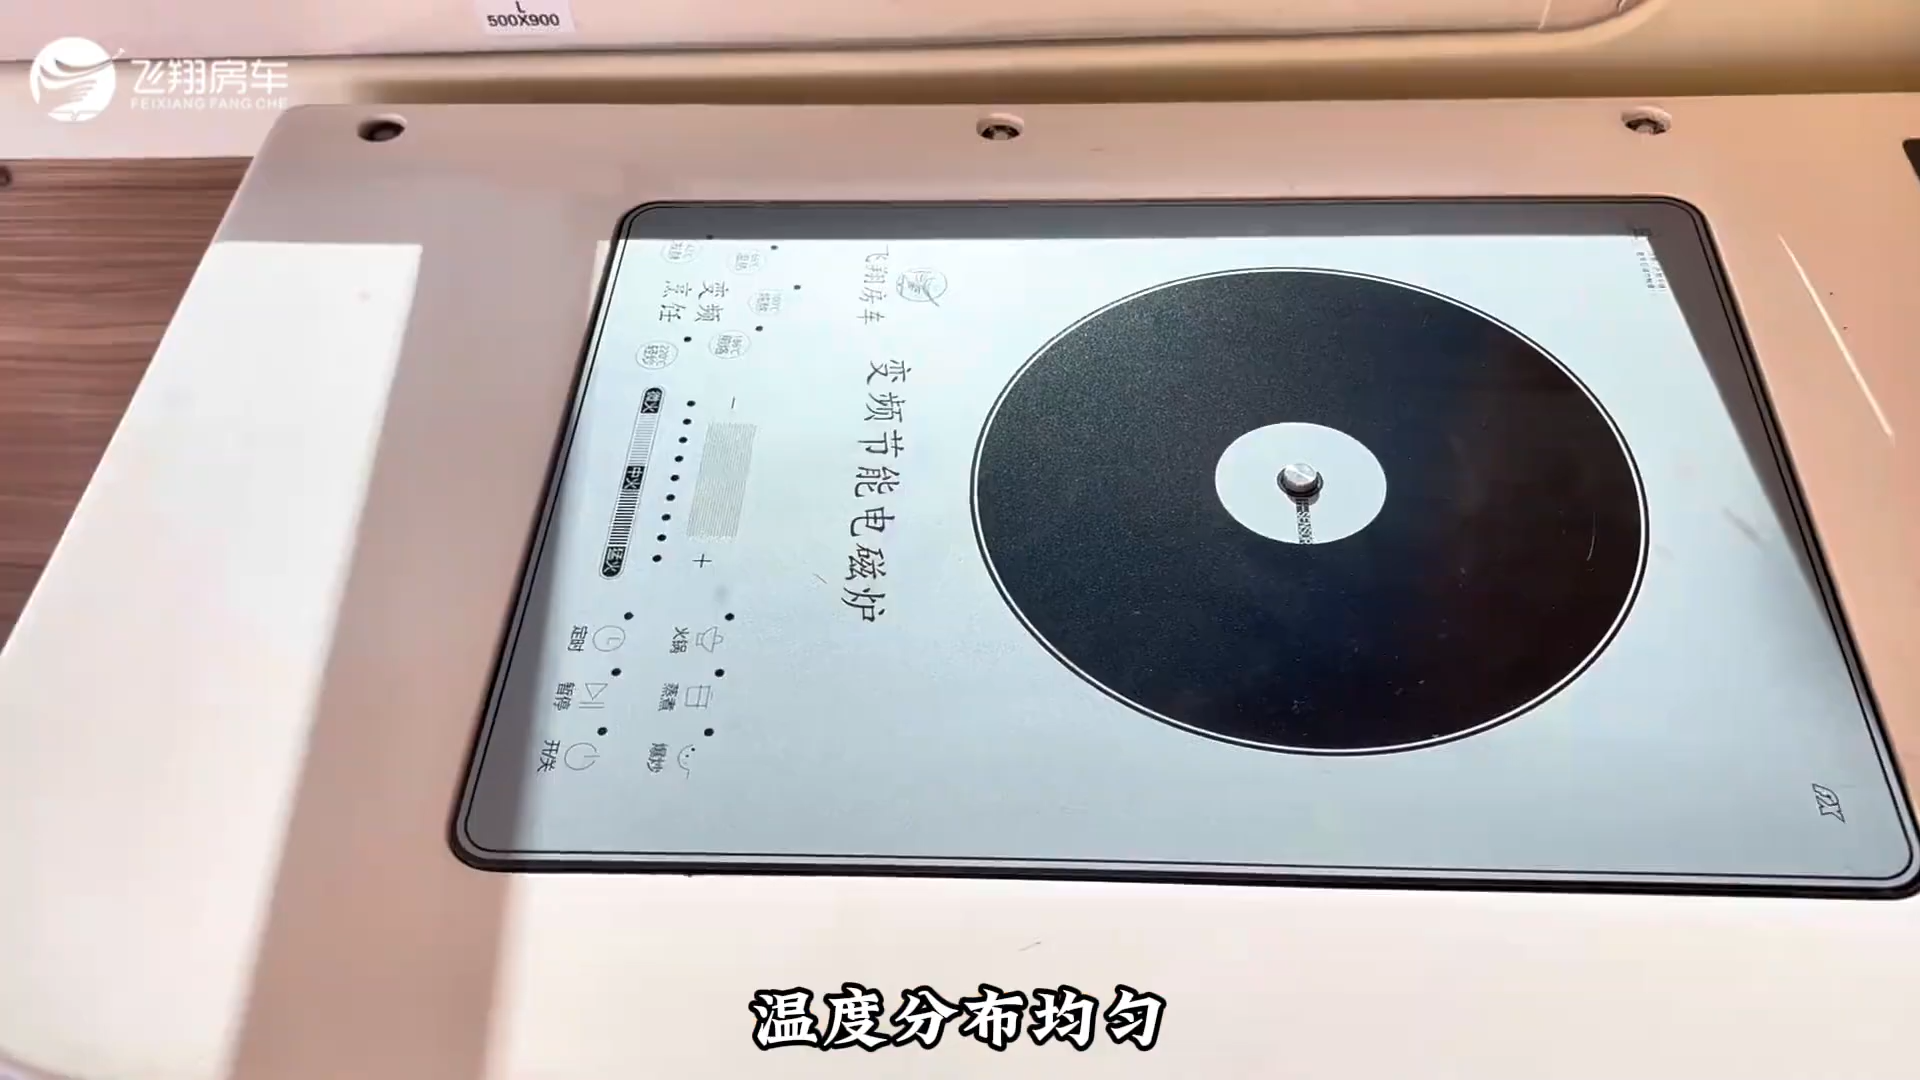 L
500X900
飞翔房车
FEIXIANG FANG CHE
飞翔房车
变频节能电磁炉
变频
烹饪
220℃
微火
中火
猛火
−
+
定时
暂停
开/关
火锅
蒸煮
爆炒
FX
温度分布均匀